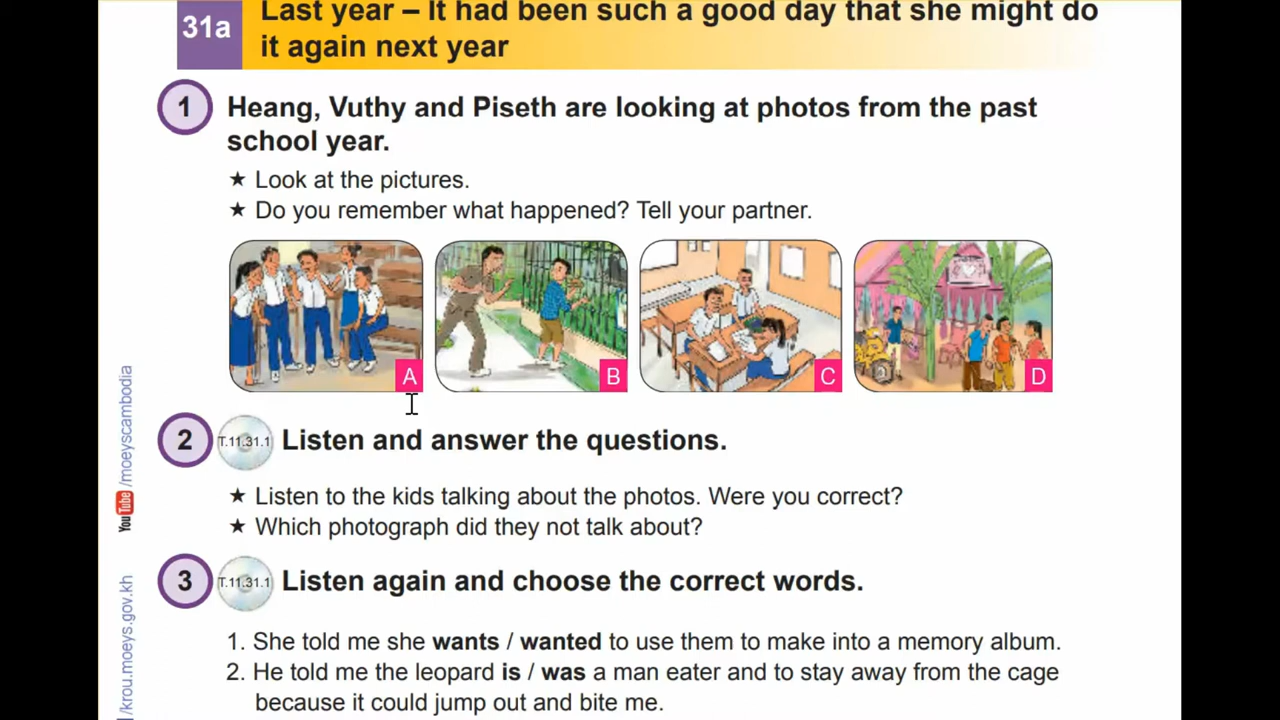 31a
Last year – It had been such a good day that she might do
it again next year
1
Heang, Vuthy and Piseth are looking at photos from the past
school year.
★ Look at the pictures.
★ Do you remember what happened? Tell your partner.
A
B
C
D
2
T.11.31.1
Listen and answer the questions.
★ Listen to the kids talking about the photos. Were you correct?
★ Which photograph did they not talk about?
3
T.11.31.1
Listen again and choose the correct words.
1. She told me she wants / wanted to use them to make into a memory album.
2. He told me the leopard is / was a man eater and to stay away from the cage
because it could jump out and bite me.
YouTube /moeyscambodia
/krou.moeys.gov.kh